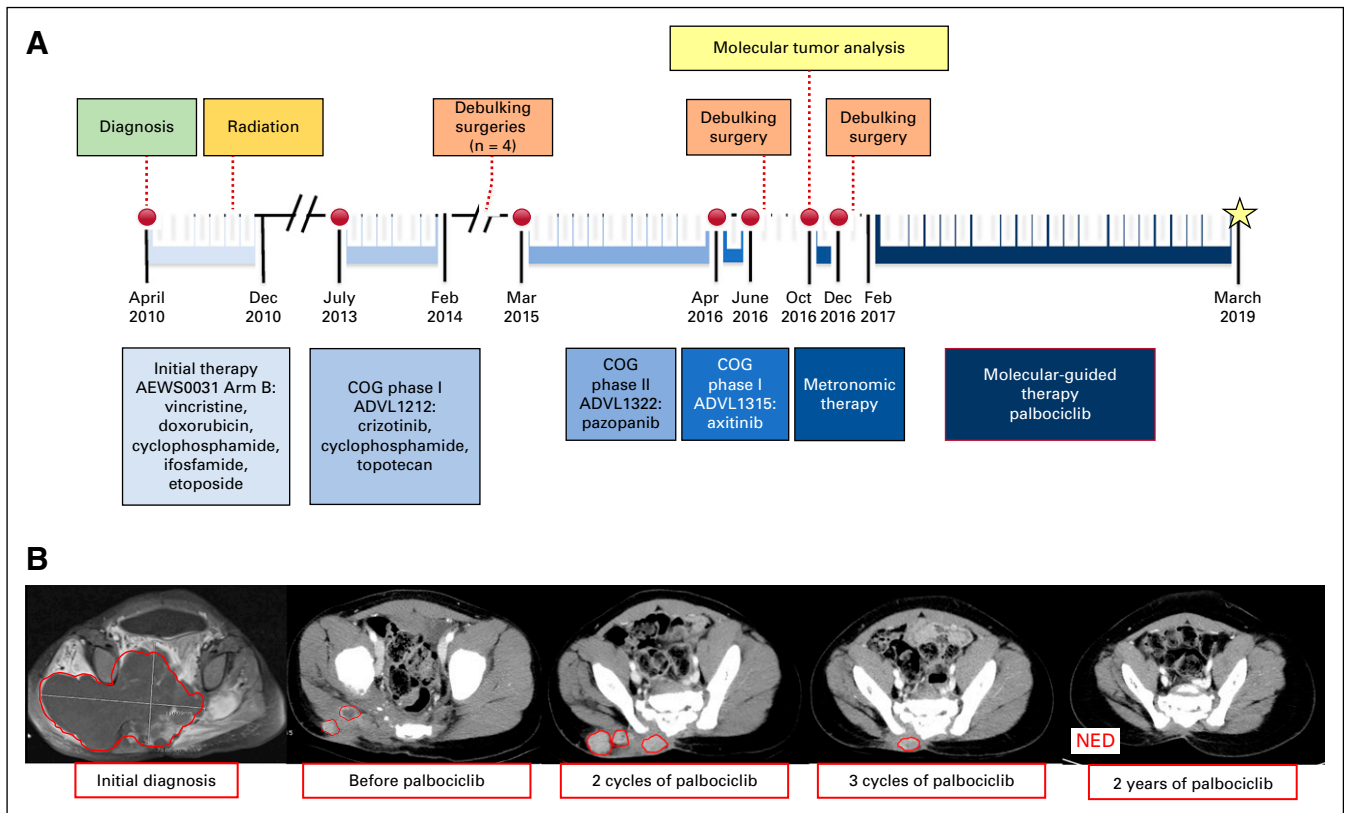 A
Molecular tumor analysis
Diagnosis
Radiation
Debulking
surgeries
(n = 4)
Debulking
surgery
Debulking
surgery
April
2010
Dec
2010
July
2013
Feb
2014
Mar
2015
Apr
2016
June
2016
Oct
2016
Dec
2016
Feb
2017
March
2019
Initial therapy
AEWS0031 Arm B:
vincristine,
doxorubicin,
cyclophosphamide,
ifosfamide,
etoposide
COG phase I
ADVL1212:
crizotinib,
cyclophosphamide,
topotecan
COG
phase II
ADVL1322:
pazopanib
COG
phase I
ADVL1315:
axitinib
Metronomic
therapy
Molecular-guided
therapy
palbociclib
B
NED
Initial diagnosis
Before palbociclib
2 cycles of palbociclib
3 cycles of palbociclib
2 years of palbociclib